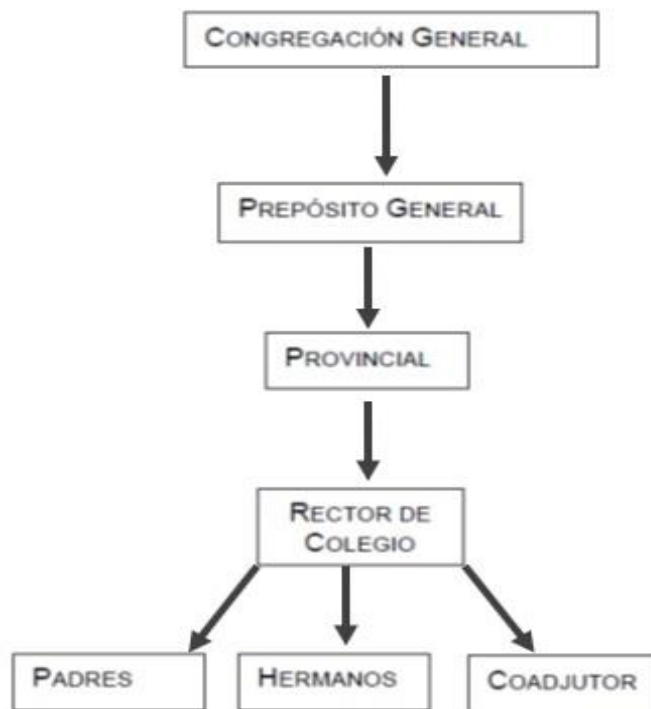 CONGREGACIÓN GENERAL
PREPÓSITO GENERAL
PROVINCIAL
RECTOR DE
COLEGIO
PADRES
HERMANOS
COADJUTOR